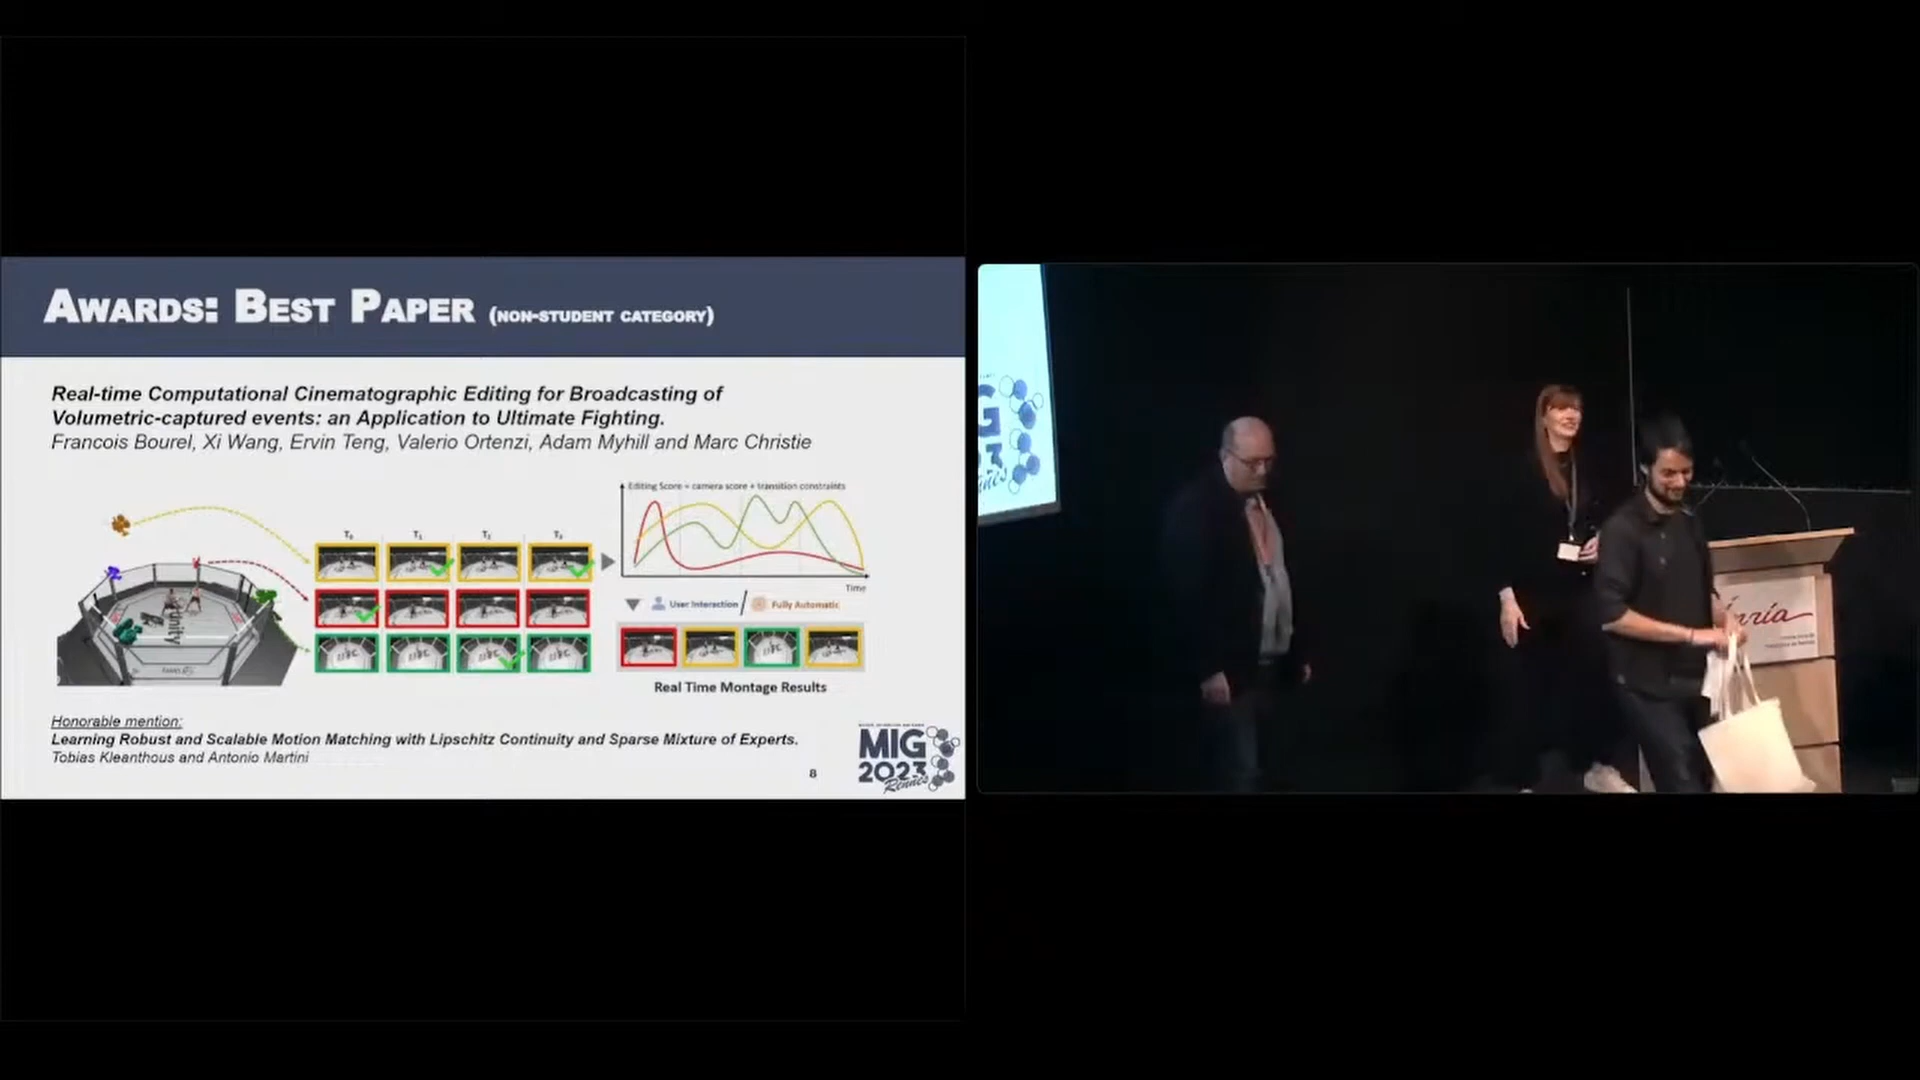 AWARDS: BEST PAPER (NON-STUDENT CATEGORY)
Real-time Computational Cinematographic Editing for Broadcasting of
Volumetric-captured events: an Application to Ultimate Fighting.
Francois Bourel, Xi Wang, Ervin Teng, Valerio Ortenzi, Adam Myhill and Marc Christie
Editing Score = camera score + transition constraints
Time
User Interaction / Fully Automatic
Real Time Montage Results
unity
Honorable mention:
Learning Robust and Scalable Motion Matching with Lipschitz Continuity and Sparse Mixture of Experts.
Tobias Kleanthous and Antonio Martini
8
MIG
2023
Rennes